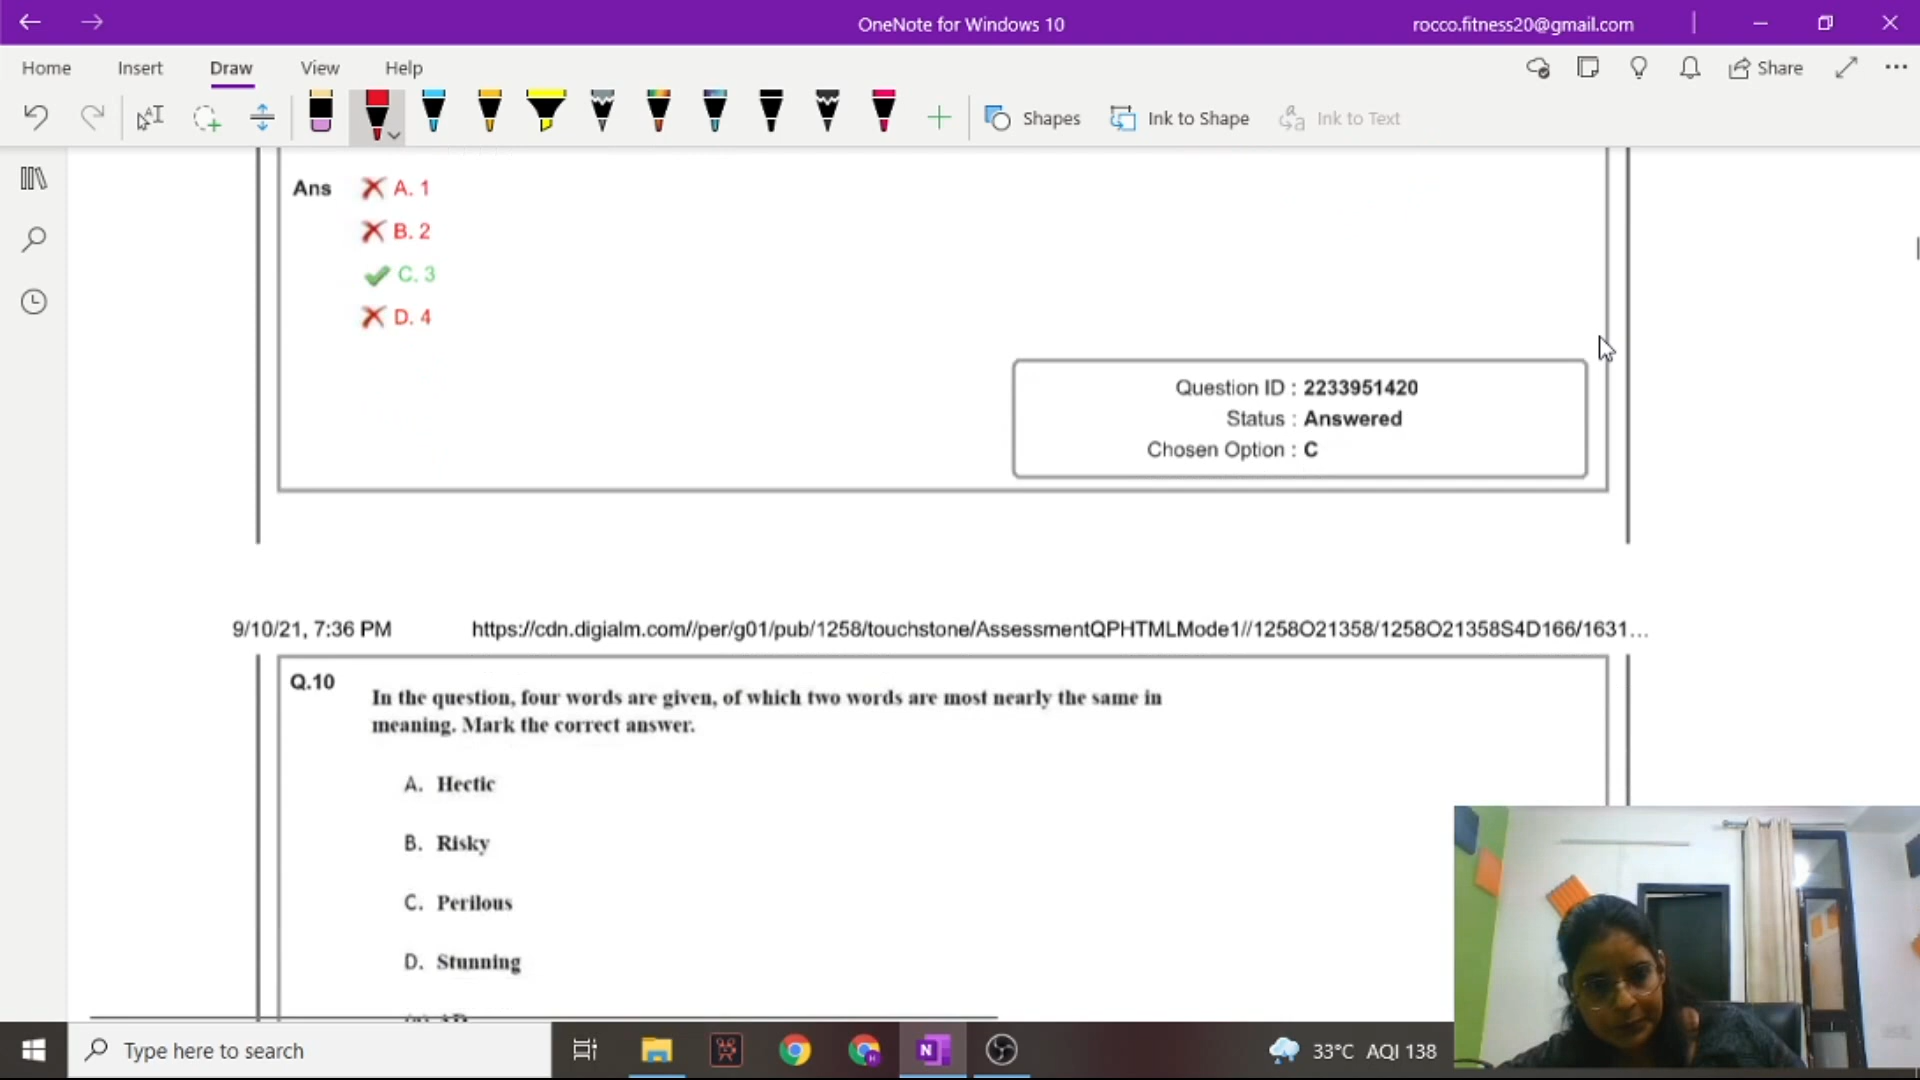 OneNote for Windows 10
rocco.fitness20@gmail.com
Home Insert Draw View Help
Share
Shapes Ink to Shape Ink to Text
Ans A. 1
B. 2
C. 3
D. 4
Question ID : 2233951420
Status : Answered
Chosen Option : C
9/10/21, 7:36 PM https://cdn.digialm.com//per/g01/pub/1258/touchstone/AssessmentQPHTMLMode1//1258O21358/1258O21358S4D166/1631...
Q.10
In the question, four words are given, of which two words are most nearly the same in
meaning. Mark the correct answer.
A. Hectic
B. Risky
C. Perilous
D. Stunning
Type here to search
33°C AQI 138